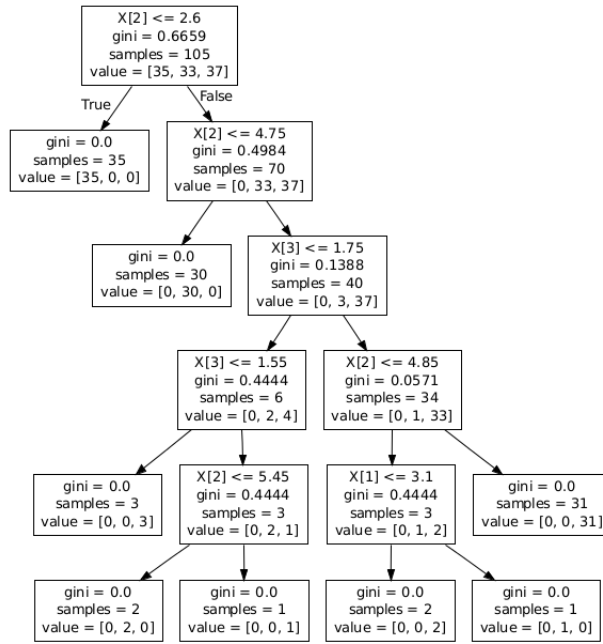 X[2] <= 2.6
gini = 0.6659
samples = 105
value = [35, 33, 37]
True
False
gini = 0.0
samples = 35
value = [35, 0, 0]
X[2] <= 4.75
gini = 0.4984
samples = 70
value = [0, 33, 37]
gini = 0.0
samples = 30
value = [0, 30, 0]
X[3] <= 1.75
gini = 0.1388
samples = 40
value = [0, 3, 37]
X[3] <= 1.55
gini = 0.4444
samples = 6
value = [0, 2, 4]
X[2] <= 4.85
gini = 0.0571
samples = 34
value = [0, 1, 33]
gini = 0.0
samples = 3
value = [0, 0, 3]
X[2] <= 5.45
gini = 0.4444
samples = 3
value = [0, 2, 1]
X[1] <= 3.1
gini = 0.4444
samples = 3
value = [0, 1, 2]
gini = 0.0
samples = 31
value = [0, 0, 31]
gini = 0.0
samples = 2
value = [0, 2, 0]
gini = 0.0
samples = 1
value = [0, 0, 1]
gini = 0.0
samples = 2
value = [0, 0, 2]
gini = 0.0
samples = 1
value = [0, 1, 0]